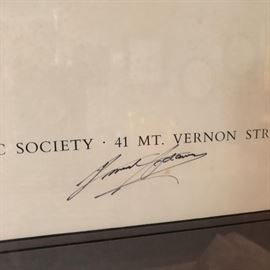 C SOCIETY · 41 MT. VERNON STR